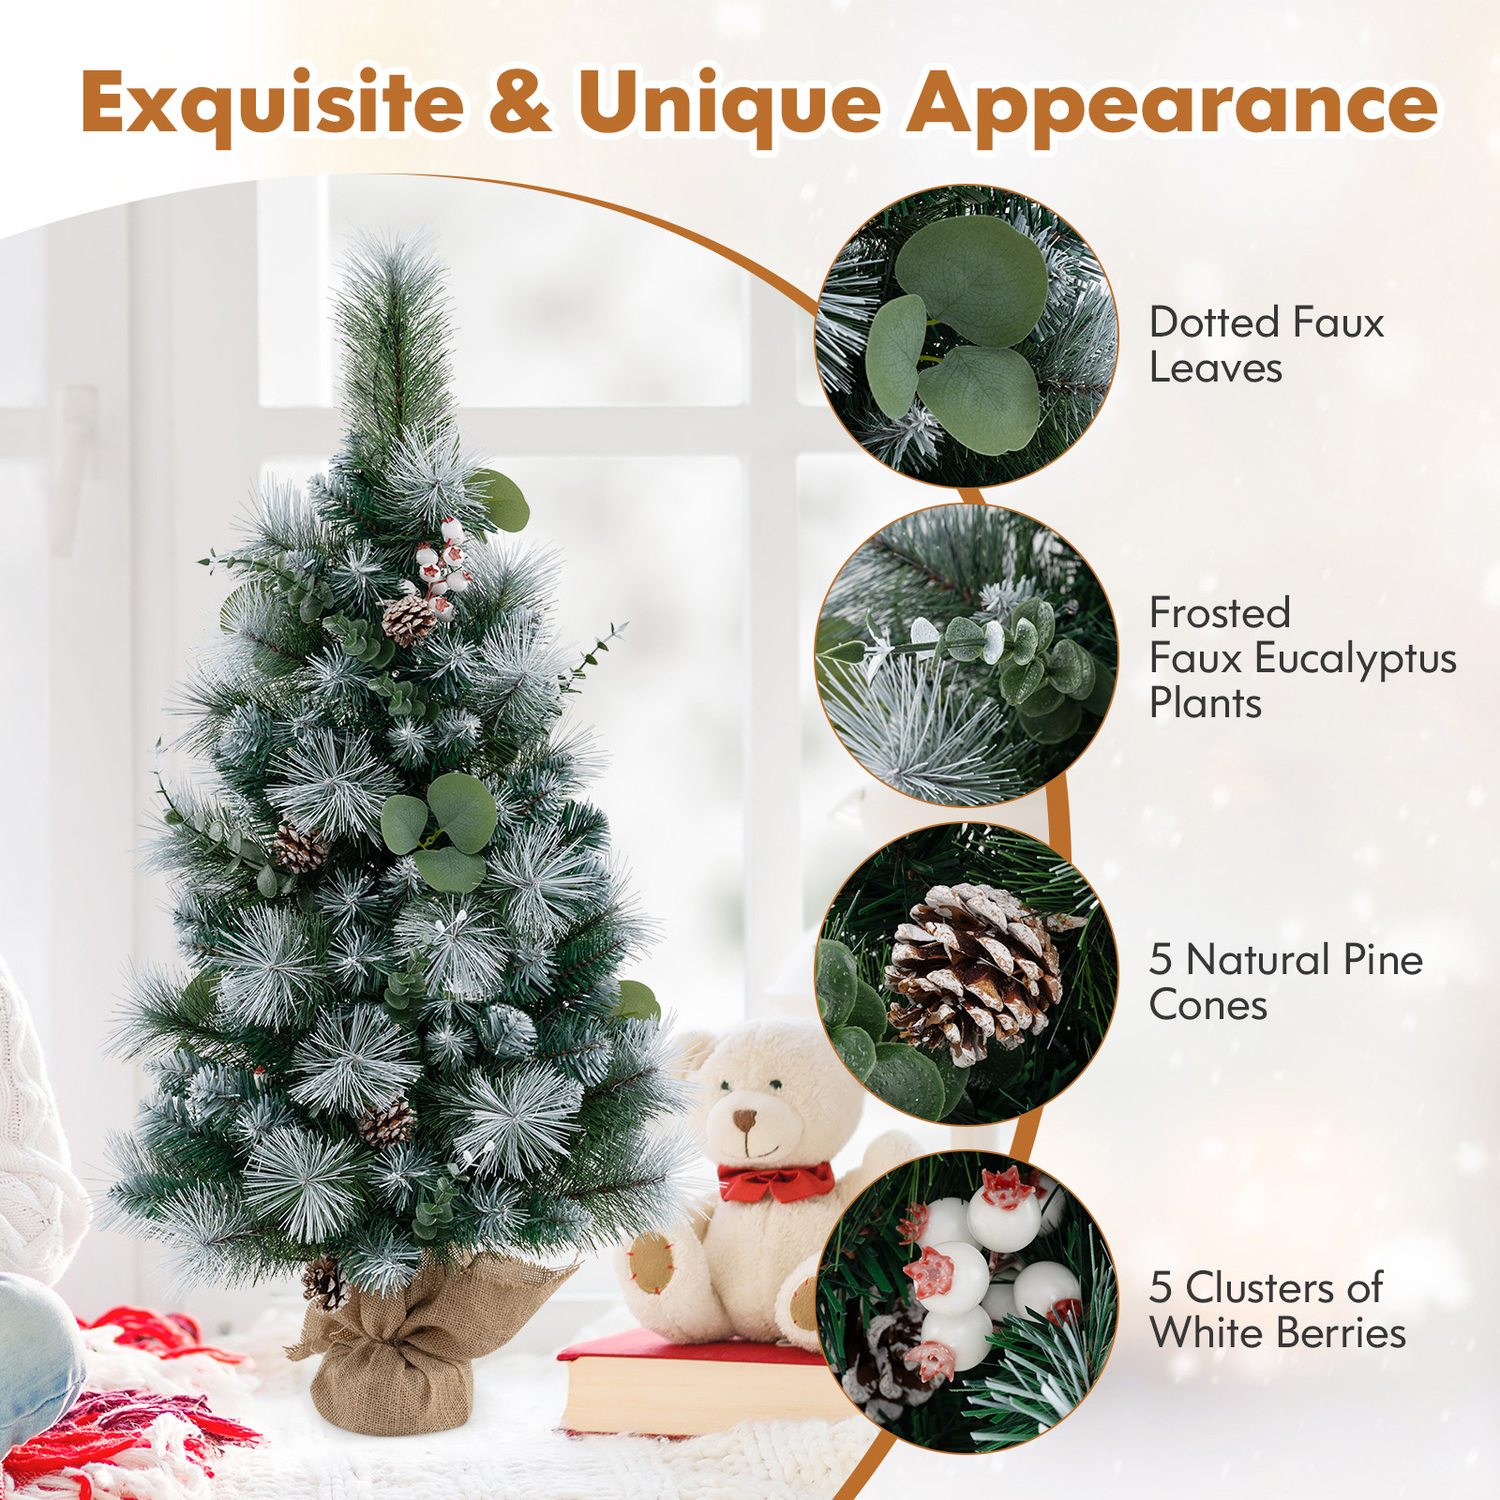 Exquisite & Unique Appearance
Dotted Faux
Leaves
Frosted
Faux Eucalyptus
Plants
5 Natural Pine
Cones
5 Clusters of
White Berries